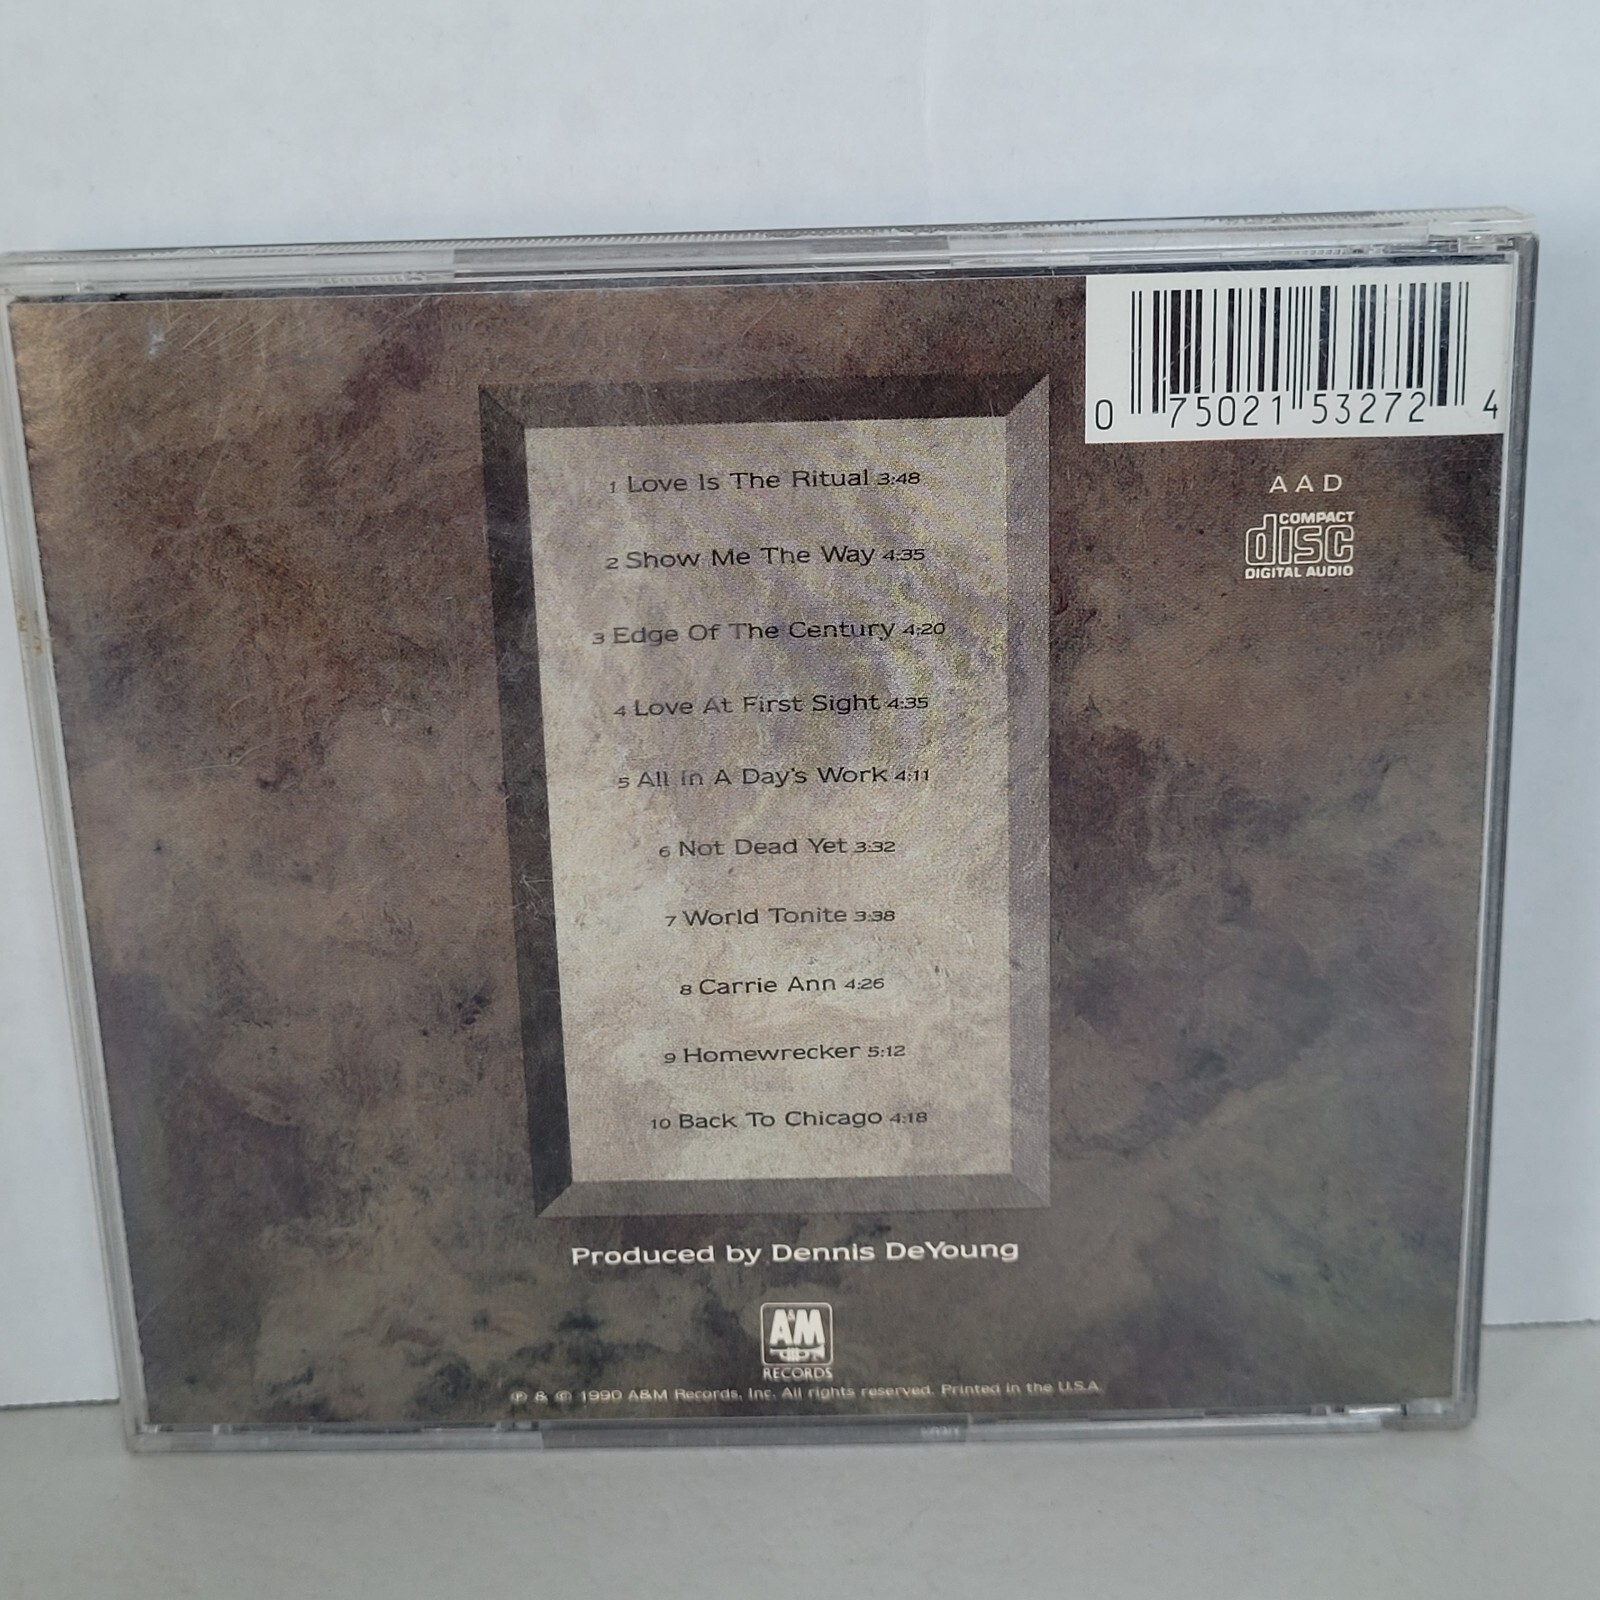 0 75021 53272 4
AAD
COMPACT
disc
DIGITAL AUDIO
1 Love Is The Ritual 3:48
2 Show Me The Way 4:35
3 Edge Of The Century 4:20
4 Love At First Sight 4:35
5 All In A Day's Work 4:11
6 Not Dead Yet 3:32
7 World Tonite 3:38
8 Carrie Ann 4:26
9 Homewrecker 5:12
10 Back To Chicago 4:18
Produced by Dennis DeYoung
A&M
RECORDS
℗ & © 1990 A&M Records, Inc. All rights reserved. Printed in the U.S.A.